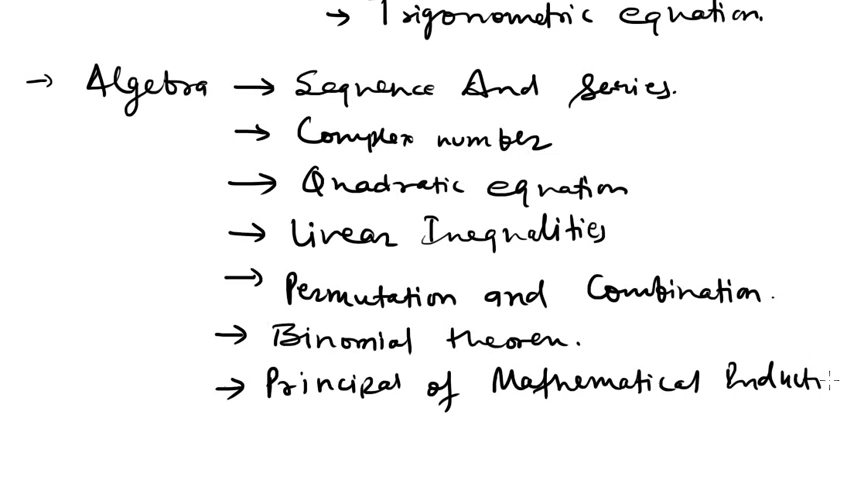 → Trigonometric equation.
→ Algebra → Sequence And Series.
→ Complex number
→ Quadratic equation
→ Linear Inequalities
→ Permutation and Combination.
→ Binomial theorem.
→ Principal of Mathematical Inducti